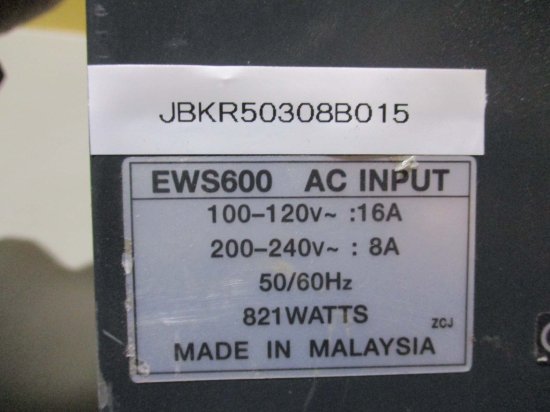 JBKR50308B015
EWS600 AC INPUT
100-120v~ :16A
200-240v~ : 8A
50/60Hz
821WATTS
ZCJ
MADE IN MALAYSIA